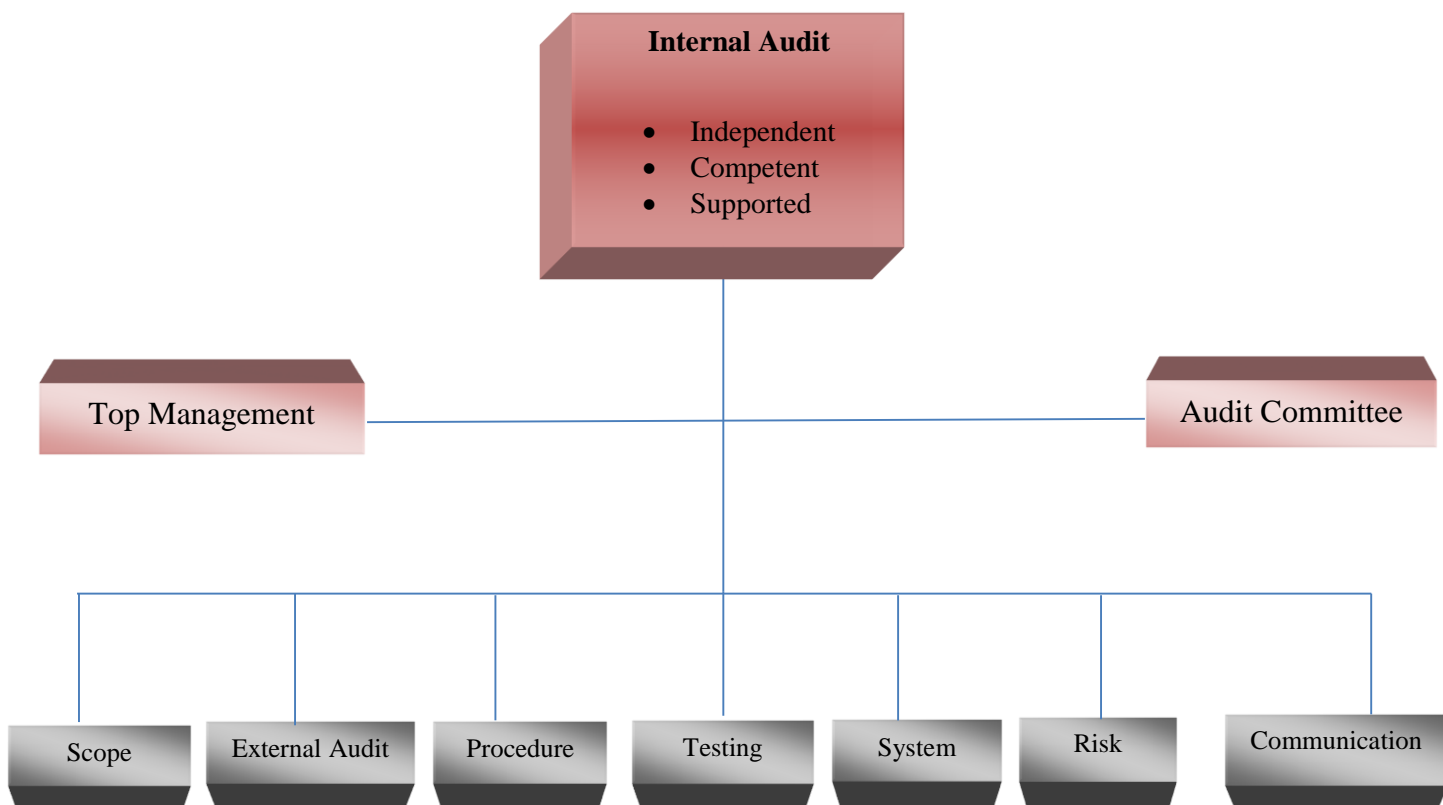 Internal Audit
• Independent
• Competent
• Supported
Top Management
Audit Committee
Scope
External Audit
Procedure
Testing
System
Risk
Communication